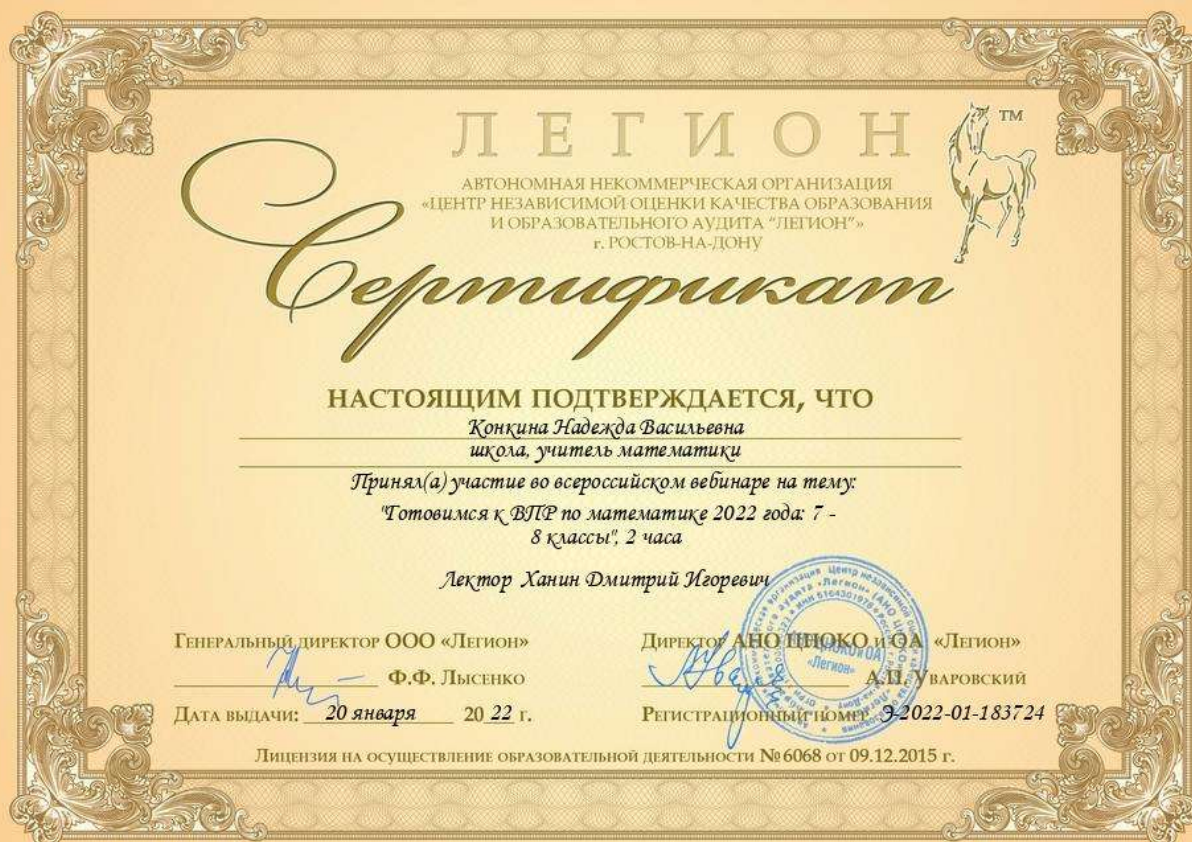 ЛЕГИОН
TM
АВТОНОМНАЯ НЕКОММЕРЧЕСКАЯ ОРГАНИЗАЦИЯ
«ЦЕНТР НЕЗАВИСИМОЙ ОЦЕНКИ КАЧЕСТВА ОБРАЗОВАНИЯ
И ОБРАЗОВАТЕЛЬНОГО АУДИТА "ЛЕГИОН"»
г. РОСТОВ-НА-ДОНУ
Сертификат
НАСТОЯЩИМ ПОДТВЕРЖДАЕТСЯ, ЧТО
Конкина Надежда Васильевна
школа, учитель математики
Принял(а) участие во всероссийском вебинаре на тему:
"Готовимся к ВПР по математике 2022 года: 7 -
8 классы", 2 часа
Лектор Ханин Дмитрий Игоревич
ГЕНЕРАЛЬНЫЙ ДИРЕКТОР ООО «ЛЕГИОН»
Ф.Ф. ЛЫСЕНКО
ДАТА ВЫДАЧИ: 20 января 20 22 г.
ДИРЕКТОР АНО ЦНОКО и ОА «ЛЕГИОН»
А.П. УВАРОВСКИЙ
РЕГИСТРАЦИОННЫЙ НОМЕР Э-2022-01-183724
«Легион»
ЛИЦЕНЗИЯ НА ОСУЩЕСТВЛЕНИЕ ОБРАЗОВАТЕЛЬНОЙ ДЕЯТЕЛЬНОСТИ №6068 ОТ 09.12.2015 г.